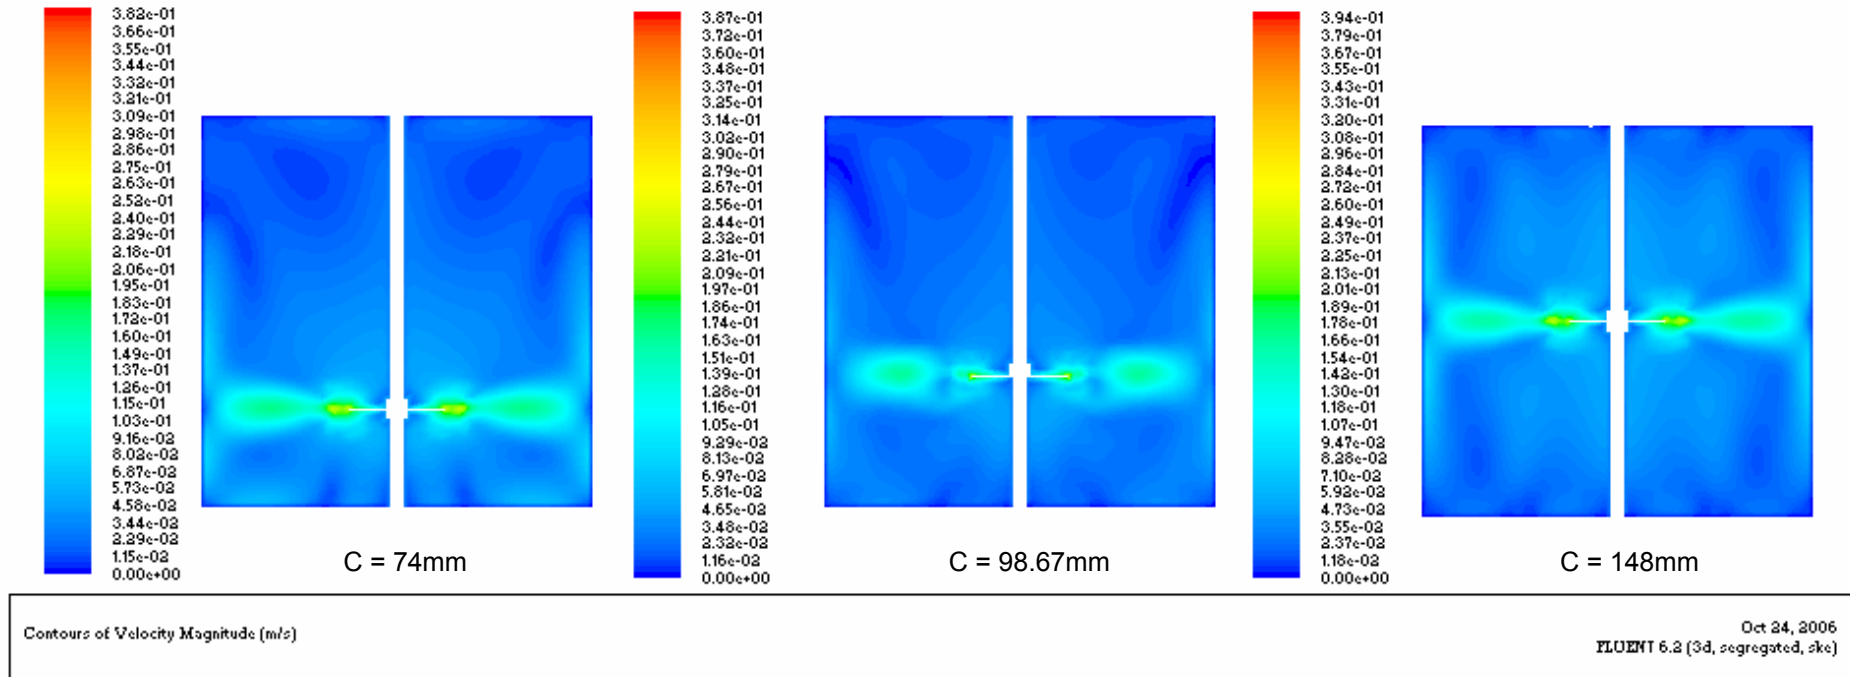 3.82e-01
3.66e-01
3.55e-01
3.44e-01
3.32e-01
3.21e-01
3.09e-01
2.98e-01
2.86e-01
2.75e-01
2.63e-01
2.52e-01
2.40e-01
2.29e-01
2.18e-01
2.06e-01
1.95e-01
1.83e-01
1.72e-01
1.60e-01
1.49e-01
1.37e-01
1.26e-01
1.15e-01
1.03e-01
9.16e-02
8.02e-02
6.87e-02
5.73e-02
4.58e-02
3.44e-02
2.29e-02
1.15e-02
0.00e+00
C = 74mm
3.87e-01
3.72e-01
3.60e-01
3.48e-01
3.37e-01
3.25e-01
3.14e-01
3.02e-01
2.90e-01
2.79e-01
2.67e-01
2.56e-01
2.44e-01
2.32e-01
2.21e-01
2.09e-01
1.97e-01
1.86e-01
1.74e-01
1.63e-01
1.51e-01
1.39e-01
1.28e-01
1.16e-01
1.05e-01
9.29e-02
8.13e-02
6.97e-02
5.81e-02
4.65e-02
3.48e-02
2.32e-02
1.16e-02
0.00e+00
C = 98.67mm
3.94e-01
3.79e-01
3.67e-01
3.55e-01
3.43e-01
3.31e-01
3.20e-01
3.08e-01
2.96e-01
2.84e-01
2.72e-01
2.60e-01
2.49e-01
2.37e-01
2.25e-01
2.13e-01
2.01e-01
1.89e-01
1.78e-01
1.66e-01
1.54e-01
1.42e-01
1.30e-01
1.18e-01
1.07e-01
9.47e-02
8.28e-02
7.10e-02
5.92e-02
4.73e-02
3.55e-02
2.37e-02
1.18e-02
0.00e+00
C = 148mm
Contours of Velocity Magnitude (m/s)
Oct 24, 2006
FLUENT 6.2 (3d, segregated, ske)